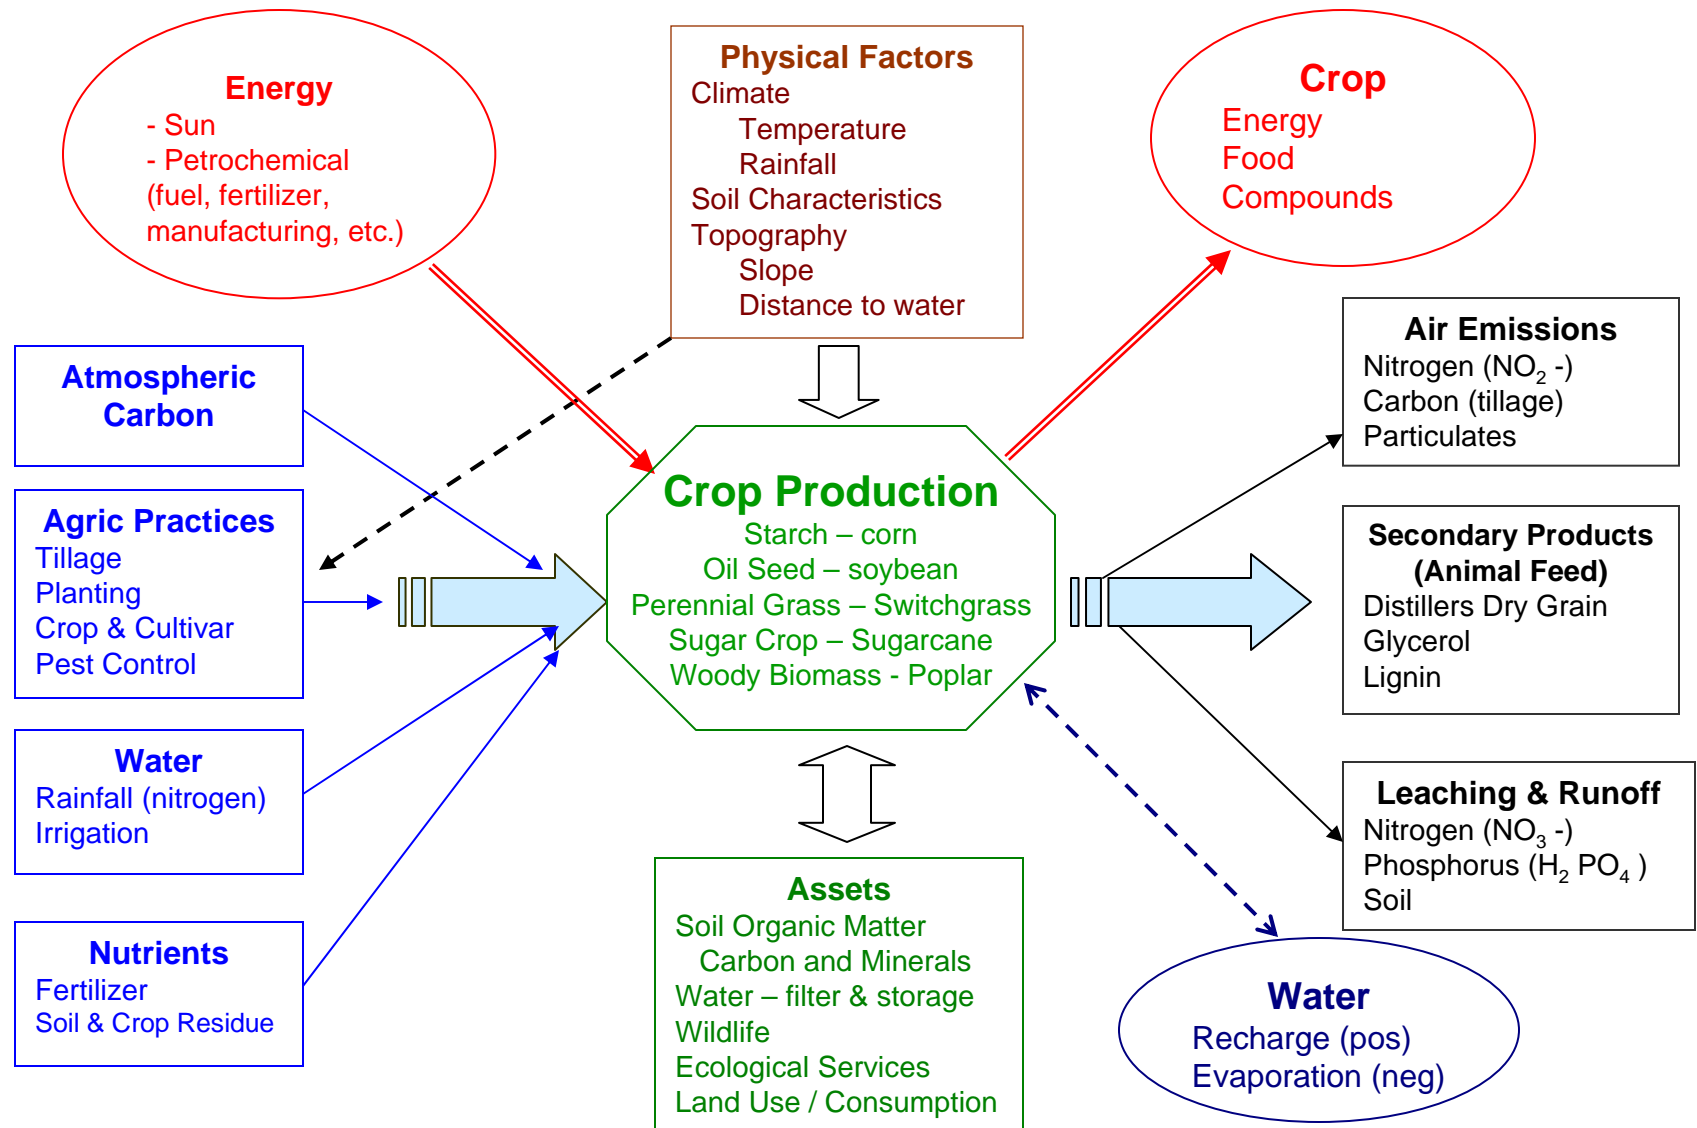 Energy
- Sun
- Petrochemical
(fuel, fertilizer,
manufacturing, etc.)
Physical Factors
Climate
Temperature
Rainfall
Soil Characteristics
Topography
Slope
Distance to water
Crop
Energy
Food
Compounds
Atmospheric
Carbon
Agric Practices
Tillage
Planting
Crop & Cultivar
Pest Control
Water
Rainfall (nitrogen)
Irrigation
Nutrients
Fertilizer
Soil & Crop Residue
Crop Production
Starch – corn
Oil Seed – soybean
Perennial Grass – Switchgrass
Sugar Crop – Sugarcane
Woody Biomass - Poplar
Assets
Soil Organic Matter
Carbon and Minerals
Water – filter & storage
Wildlife
Ecological Services
Land Use / Consumption
Air Emissions
Nitrogen (NO₂ -)
Carbon (tillage)
Particulates
Secondary Products
(Animal Feed)
Distillers Dry Grain
Glycerol
Lignin
Leaching & Runoff
Nitrogen (NO₃ -)
Phosphorus (H₂ PO₄ )
Soil
Water
Recharge (pos)
Evaporation (neg)